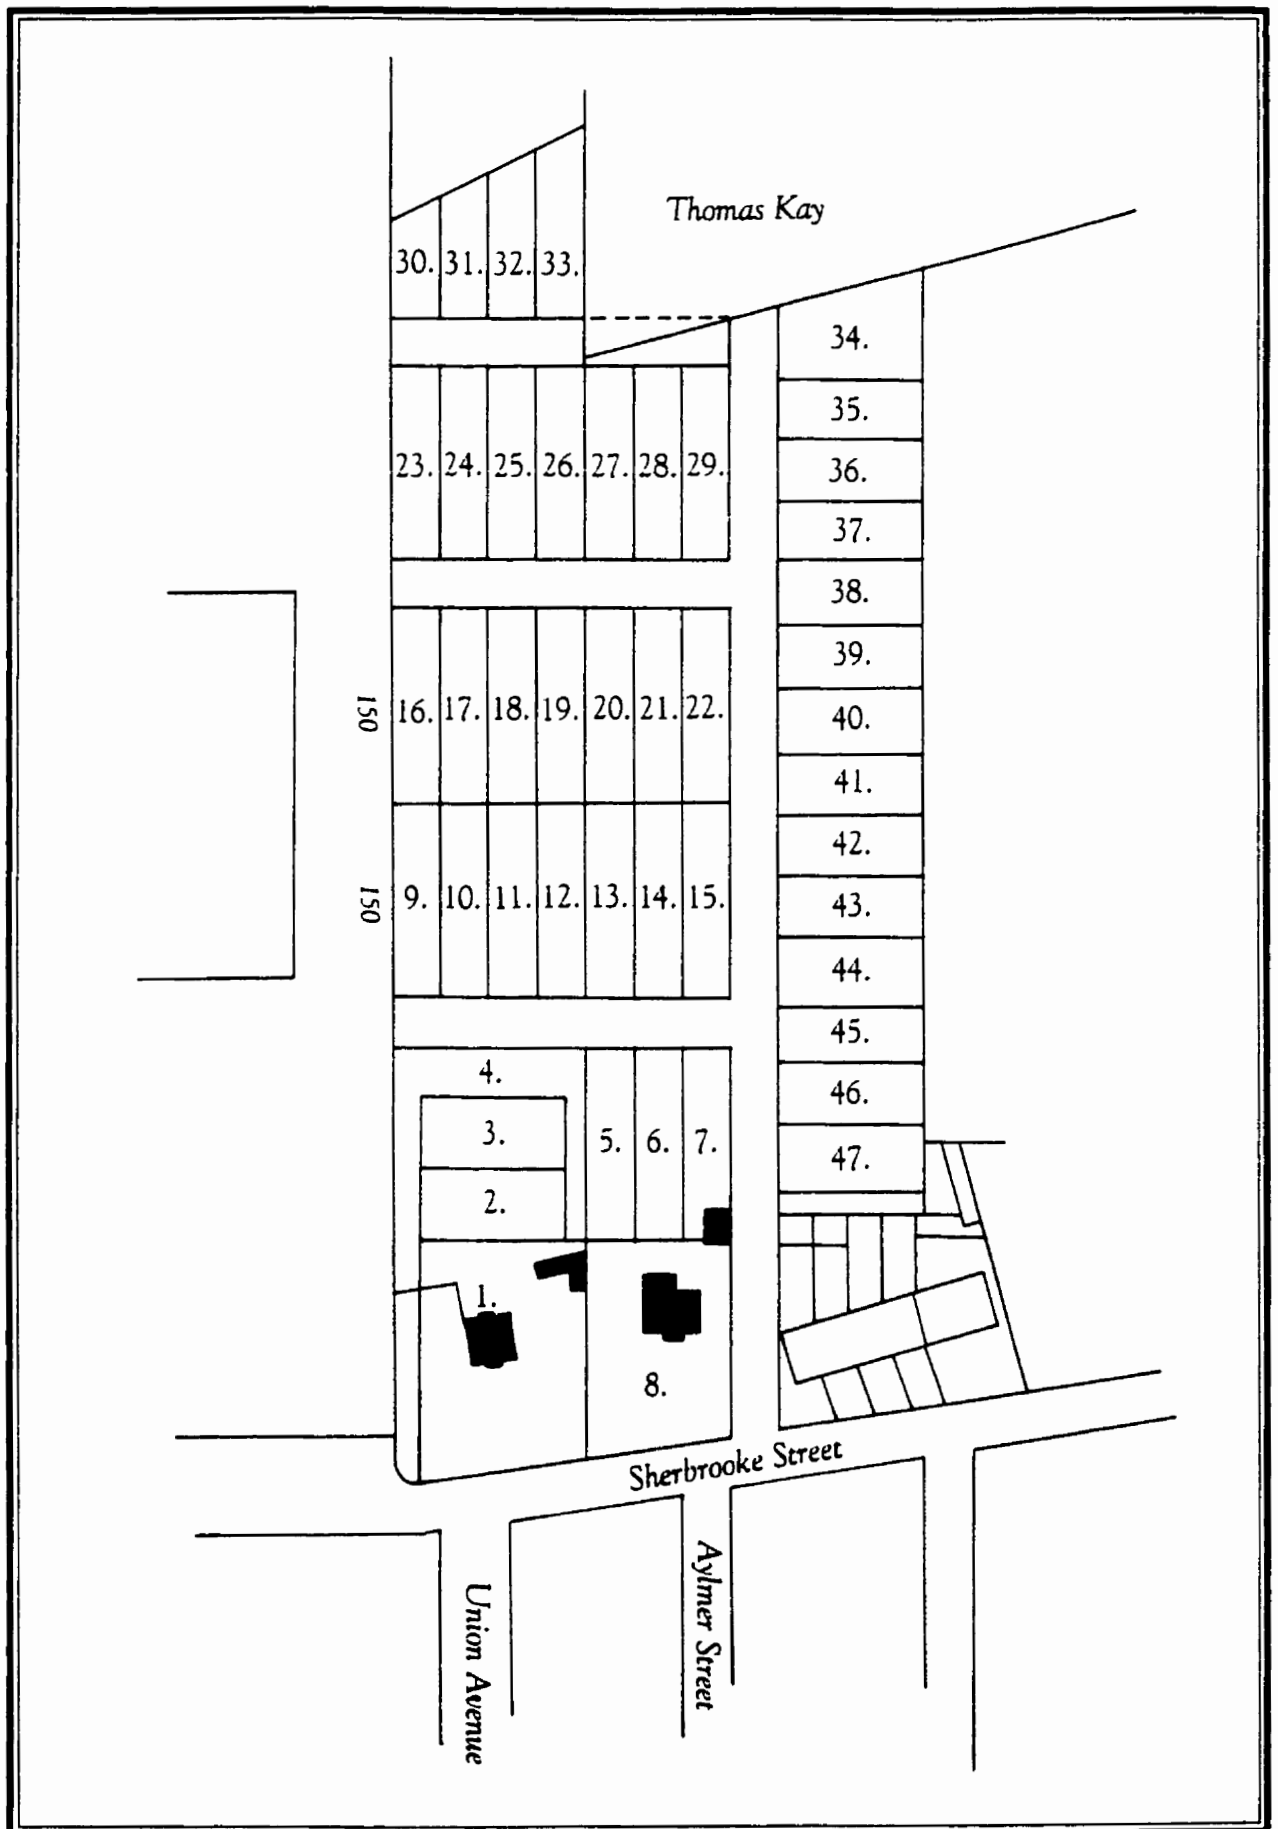 Thomas Kay
30. 31. 32. 33.
34.
35.
23. 24. 25. 26. 27. 28. 29.
36.
37.
38.
39.
150 16. 17. 18. 19. 20. 21. 22.
40.
41.
42.
150 9. 10. 11. 12. 13. 14. 15.
43.
44.
45.
4.
46.
3. 5. 6. 7.
47.
2.
1.
8.
Sherbrooke Street
Aylmer Street
Union Avenue